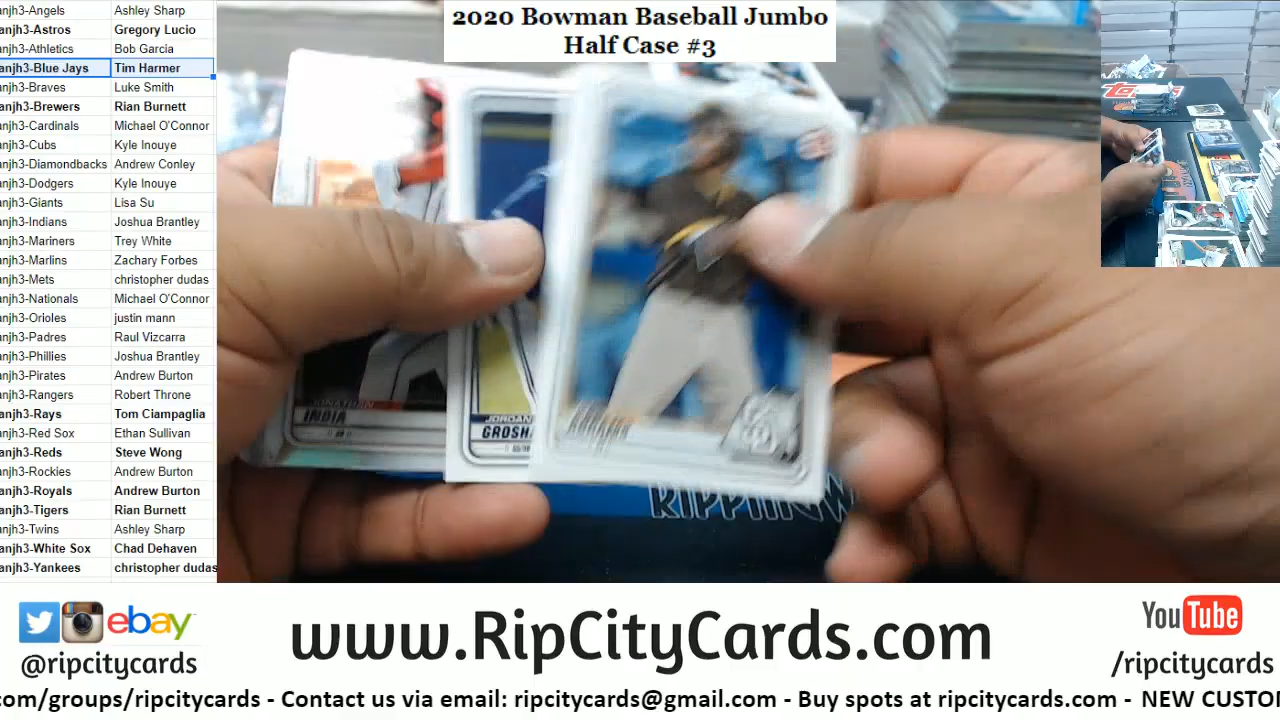 2020 Bowman Baseball Jumbo
Half Case #3
anjh3-Angels Ashley Sharp
anjh3-Astros Gregory Lucio
anjh3-Athletics Bob Garcia
anjh3-Blue Jays Tim Harmer
anjh3-Braves Luke Smith
anjh3-Brewers Rian Burnett
anjh3-Cardinals Michael O'Connor
anjh3-Cubs Kyle Inouye
anjh3-Diamondbacks Andrew Conley
anjh3-Dodgers Kyle Inouye
anjh3-Giants Lisa Su
anjh3-Indians Joshua Brantley
anjh3-Mariners Trey White
anjh3-Marlins Zachary Forbes
anjh3-Mets christopher dudas
anjh3-Nationals Michael O'Connor
anjh3-Orioles justin mann
anjh3-Padres Raul Vizcarra
anjh3-Phillies Joshua Brantley
anjh3-Pirates Andrew Burton
anjh3-Rangers Robert Throne
anjh3-Rays Tom Ciampaglia
anjh3-Red Sox Ethan Sullivan
anjh3-Reds Steve Wong
anjh3-Rockies Andrew Burton
anjh3-Royals Andrew Burton
anjh3-Tigers Rian Burnett
anjh3-Twins Ashley Sharp
anjh3-White Sox Chad Dehaven
anjh3-Yankees christopher dudas
INDIA
JORDAN
GROSH
SD
RIPPIN
Topps
ebay
@ripcitycards
www.RipCityCards.com
YouTube
/ripcitycards
com/groups/ripcitycards - Contact us via email: ripcitycards@gmail.com - Buy spots at ripcitycards.com - NEW CUSTO